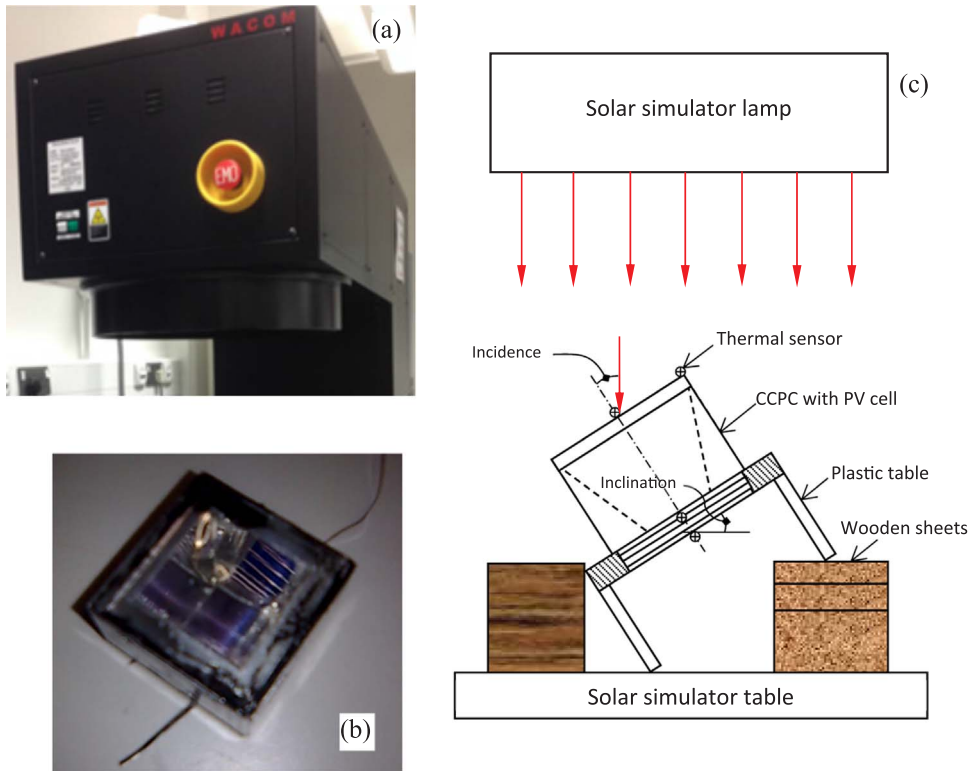 WACOM
(a)
EMO
(b)
(c)
Solar simulator lamp
Incidence
Thermal sensor
CCPC with PV cell
Inclination
Plastic table
Wooden sheets
Solar simulator table